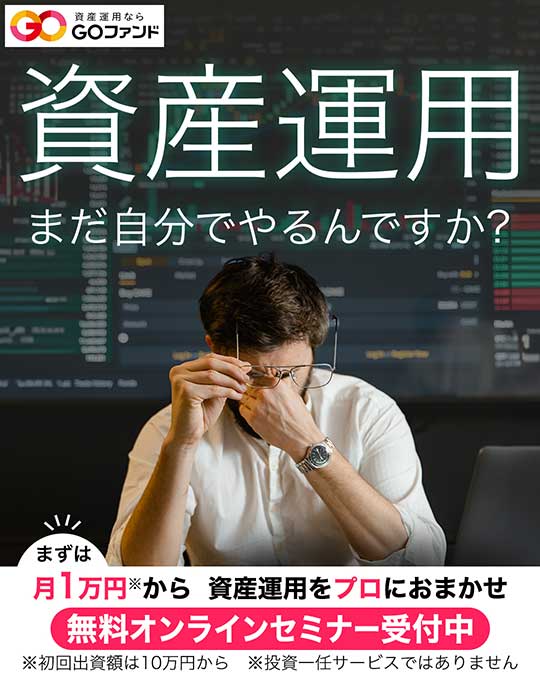 資産運用なら
GOファンド
資産運用
まだ自分でやるんですか?
まずは
月1万円※から 資産運用をプロにおまかせ
無料オンラインセミナー受付中
※初回出資額は10万円から ※投資一任サービスではありません